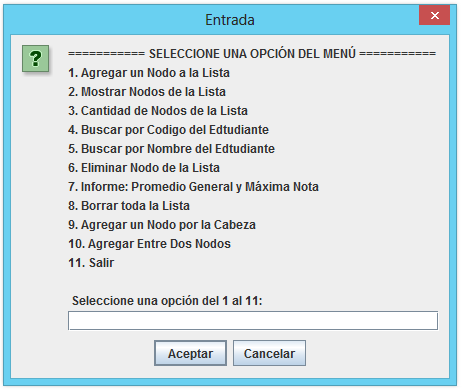 Entrada
=========== SELECCIONE UNA OPCIÓN DEL MENÚ ===========
1. Agregar un Nodo a la Lista
2. Mostrar Nodos de la Lista
3. Cantidad de Nodos de la Lista
4. Buscar por Codigo del Edtudiante
5. Buscar por Nombre del Edtudiante
6. Eliminar Nodo de la Lista
7. Informe: Promedio General y Máxima Nota
8. Borrar toda la Lista
9. Agregar un Nodo por la Cabeza
10. Agregar Entre Dos Nodos
11. Salir
Seleccione una opción del 1 al 11:
Aceptar Cancelar